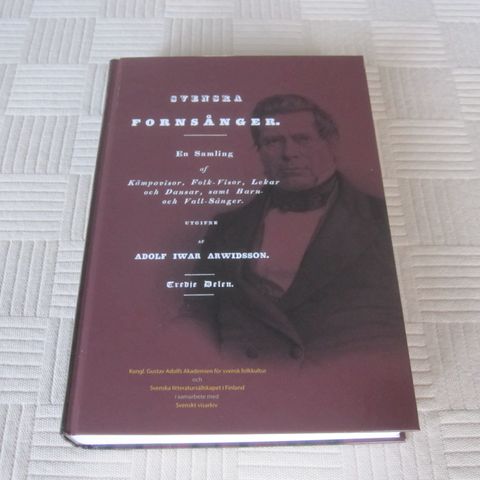 SVENSKA
FORNSÅNGER.
En Samling
af
Kämpavisor, Folk-Visor, Lekar
och Dansar, samt Barn-
och Vall-Sånger.
UTGIFNE
AF
ADOLF IWAR ARWIDSSON.
Tredje Delen.
Kungl. Gustav Adolfs Akademien för svensk folkkultur
och
Svenska litteratursällskapet i Finland
i samarbete med
Svenskt visarkiv